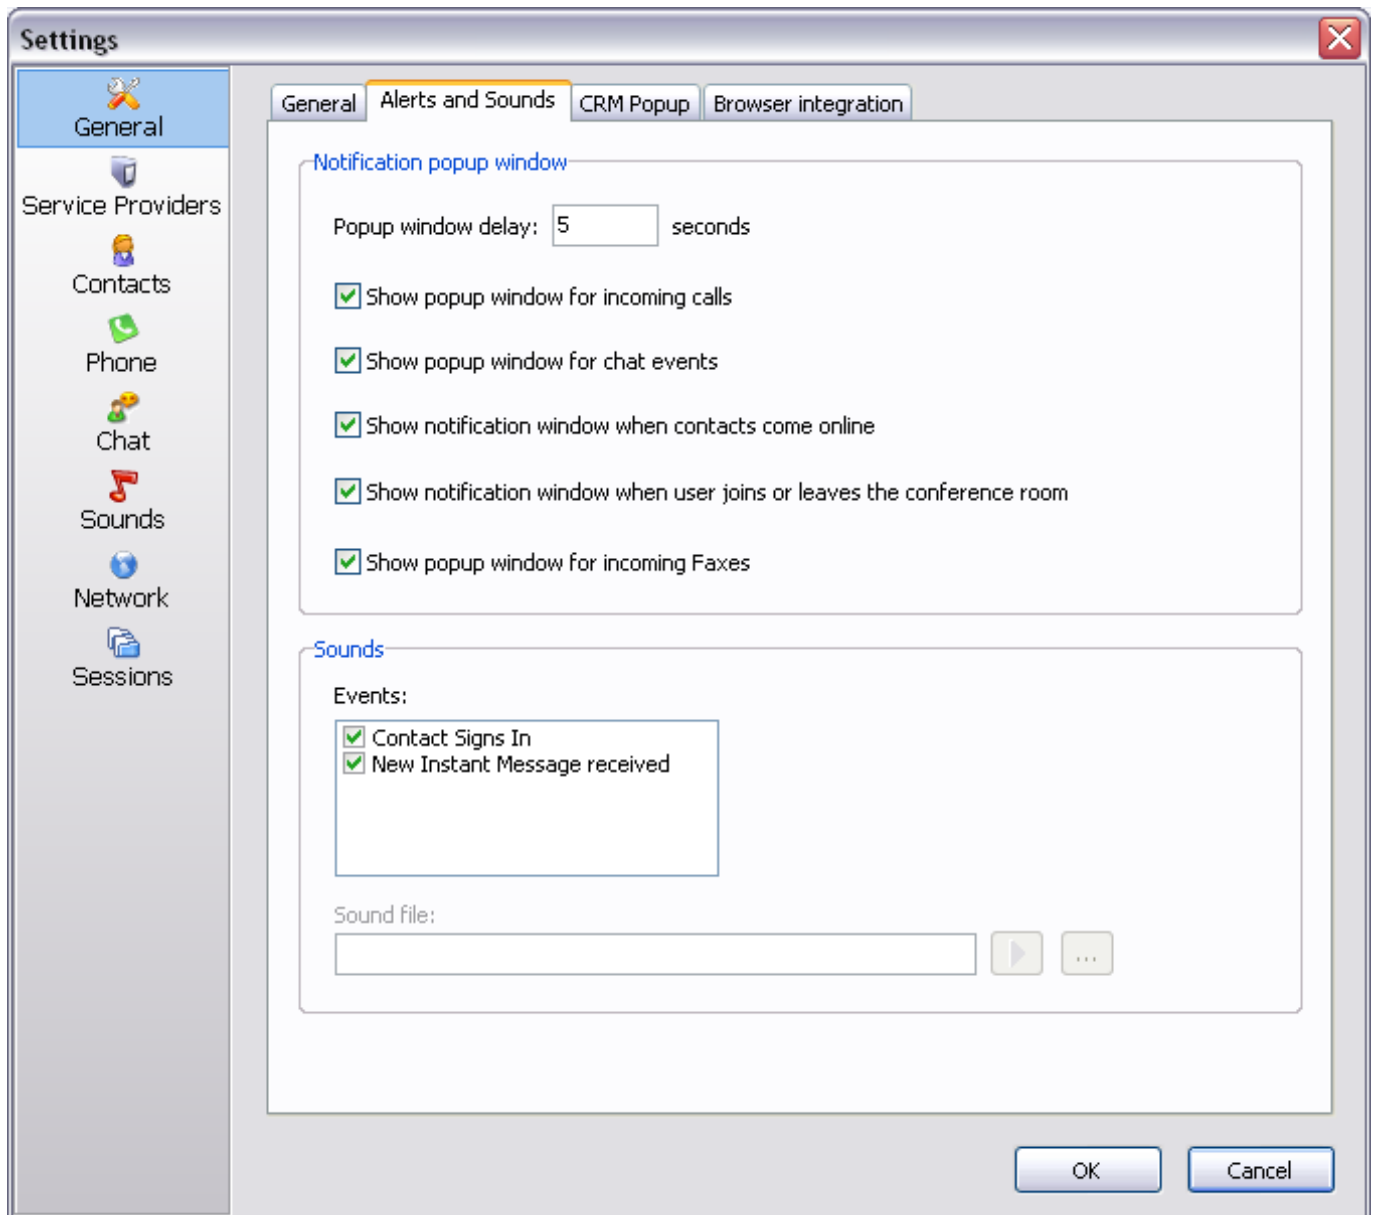 Settings
General
Service Providers
Contacts
Phone
Chat
Sounds
Network
Sessions
General Alerts and Sounds CRM Popup Browser integration
Notification popup window
Popup window delay: 5 seconds
Show popup window for incoming calls
Show popup window for chat events
Show notification window when contacts come online
Show notification window when user joins or leaves the conference room
Show popup window for incoming Faxes
Sounds
Events:
Contact Signs In
New Instant Message received
Sound file:
...
OK Cancel